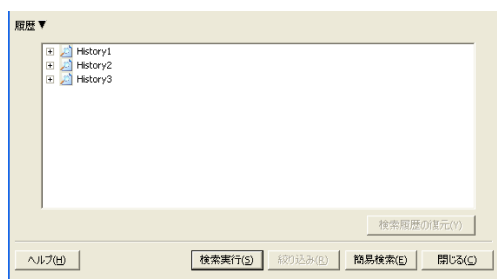 履歴▼
History1
History2
History3
検索履歴の復元(Y)
ヘルプ(H) 検索実行(S) 絞り込み(R) 簡易検索(E) 閉じる(C)